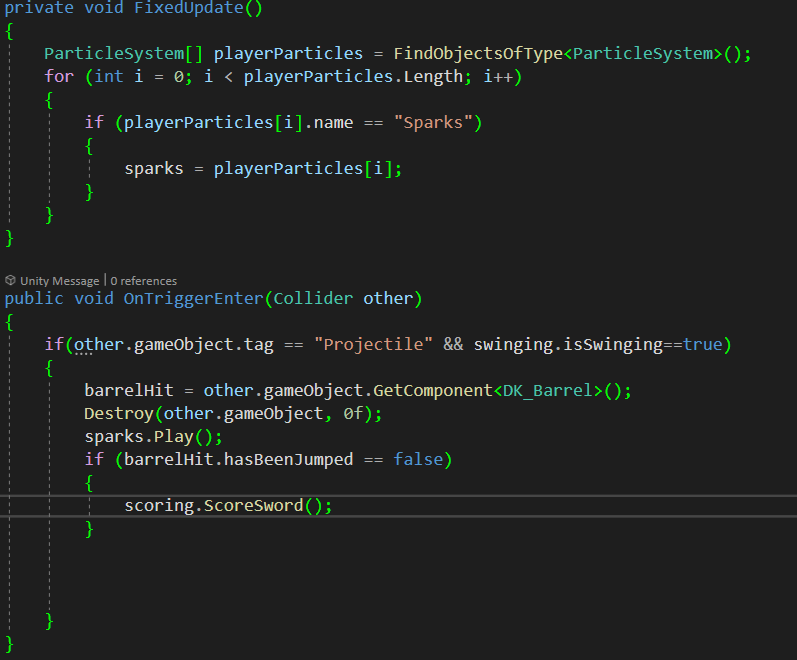 private void FixedUpdate()
{
ParticleSystem[] playerParticles = FindObjectsOfType<ParticleSystem>();
for (int i = 0; i < playerParticles.Length; i++)
{
if (playerParticles[i].name == "Sparks")
{
sparks = playerParticles[i];
}
}
}
Unity Message | 0 references
public void OnTriggerEnter(Collider other)
{
if(other.gameObject.tag == "Projectile" && swinging.isSwinging==true)
{
barrelHit = other.gameObject.GetComponent<DK_Barrel>();
Destroy(other.gameObject, 0f);
sparks.Play();
if (barrelHit.hasBeenJumped == false)
{
scoring.ScoreSword();
}
}
}